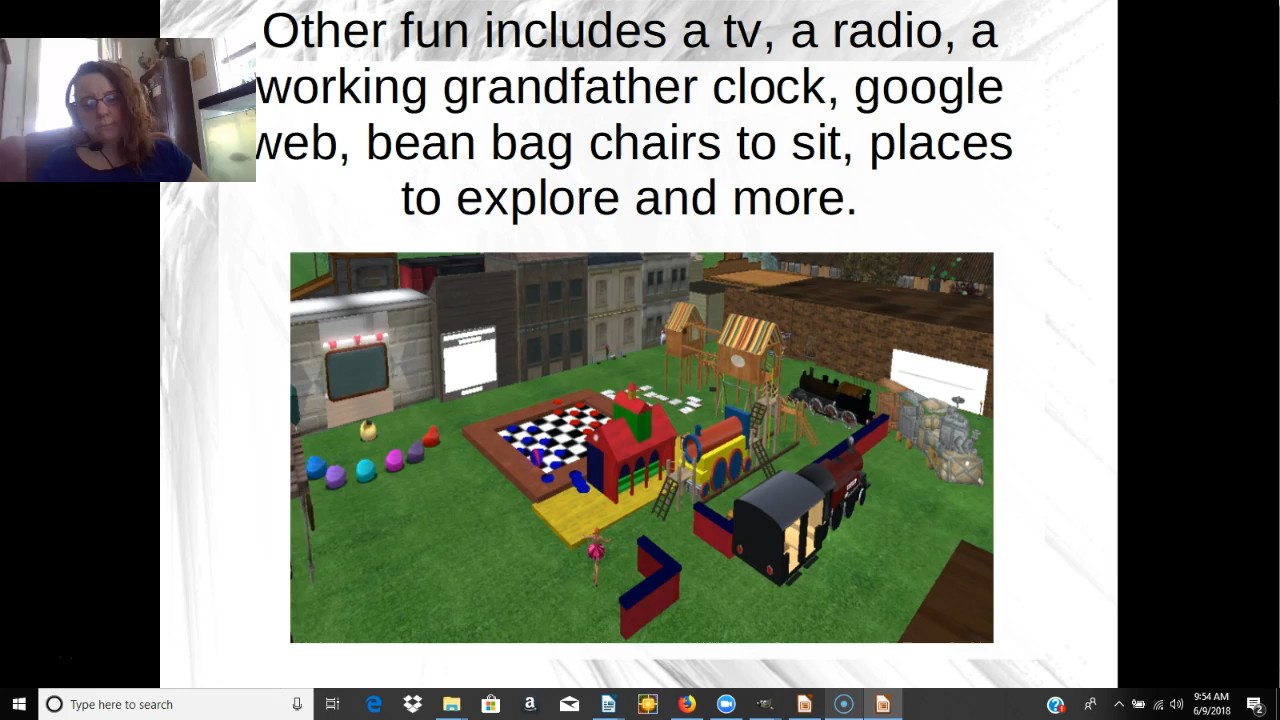 Other fun includes a tv, a radio, a
working grandfather clock, google
web, bean bag chairs to sit, places
to explore and more.
Type here to search
9:54 AM
6/9/2018